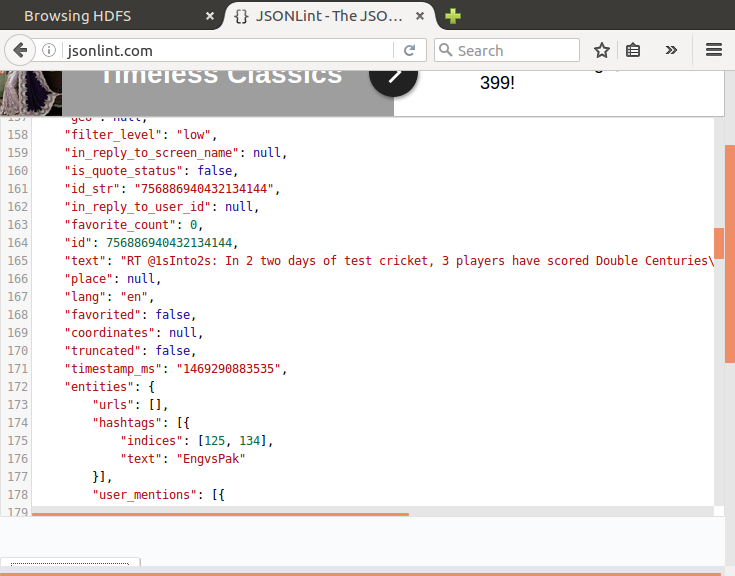 Browsing HDFS
{} JSONLint - The JSO...
jsonlint.com
Search
Timeless Classics
399!
"geo": null,
158 "filter_level": "low",
159 "in_reply_to_screen_name": null,
160 "is_quote_status": false,
161 "id_str": "756886940432134144",
162 "in_reply_to_user_id": null,
163 "favorite_count": 0,
164 "id": 756886940432134144,
165 "text": "RT @1sInto2s: In 2 two days of test cricket, 3 players have scored Double Centuries\
166 "place": null,
167 "lang": "en",
168 "favorited": false,
169 "coordinates": null,
170 "truncated": false,
171 "timestamp_ms": "1469290883535",
172 "entities": {
173 "urls": [],
174 "hashtags": [{
175 "indices": [125, 134],
176 "text": "EngvsPak"
177 }],
178 "user_mentions": [{
179